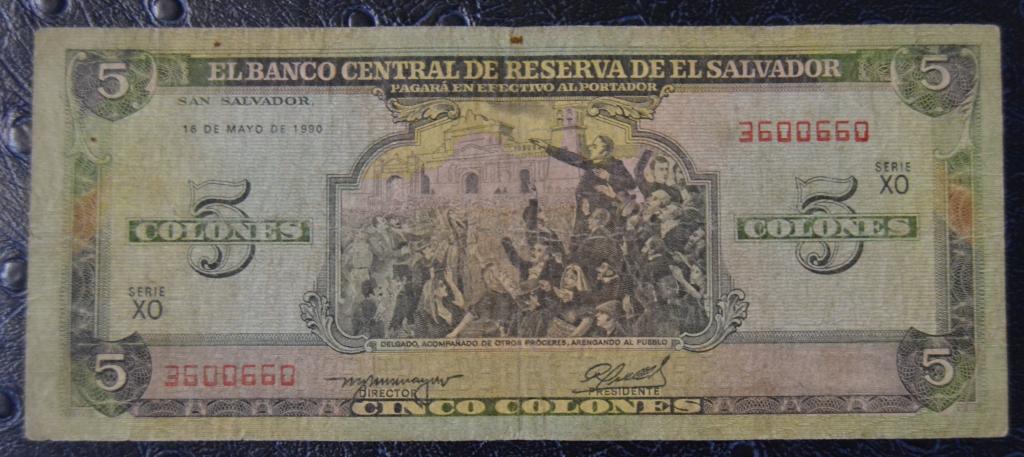 5 EL BANCO CENTRAL DE RESERVA DE EL SALVADOR 5
PAGARÁ EN EFECTIVO AL PORTADOR
SAN SALVADOR,
16 DE MAYO DE 1990
3600660
SERIE
XO
5
COLONES
5
COLONES
SERIE
XO
DELGADO, ACOMPAÑADO DE OTROS PRÓCERES, ARENGANDO AL PUEBLO
5
3600660
DIRECTOR
PRESIDENTE
5
CINCO COLONES